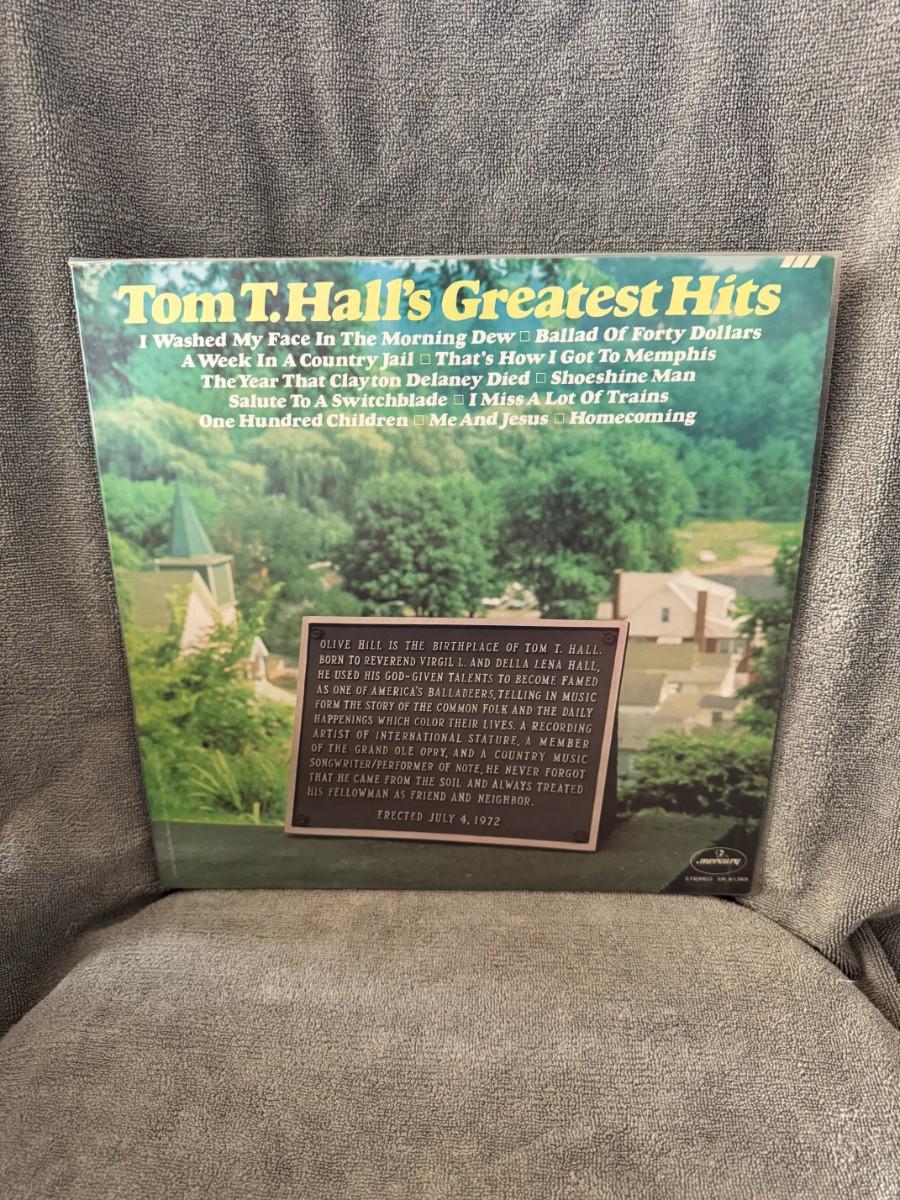 Tom T. Hall's Greatest Hits
I Washed My Face In The Morning Dew □ Ballad Of Forty Dollars
A Week In A Country Jail □ That's How I Got To Memphis
The Year That Clayton Delaney Died □ Shoeshine Man
Salute To A Switchblade □ I Miss A Lot Of Trains
One Hundred Children □ Me And Jesus □ Homecoming
OLIVE HILL IS THE BIRTHPLACE OF TOM T. HALL.
BORN TO REVEREND VIRGIL L. AND DELLA LENA HALL,
HE USED HIS GOD-GIVEN TALENTS TO BECOME FAMED
AS ONE OF AMERICA'S BALLADEERS, TELLING IN MUSIC
FORM THE STORY OF THE COMMON FOLK AND THE DAILY
HAPPENINGS WHICH COLOR THEIR LIVES. A RECORDING
ARTIST OF INTERNATIONAL STATURE, A MEMBER
OF THE GRAND OLE OPRY, AND A COUNTRY MUSIC
SONGWRITER/PERFORMER OF NOTE, HE NEVER FORGOT
THAT HE CAME FROM THE SOIL AND ALWAYS TREATED
HIS FELLOWMAN AS FRIEND AND NEIGHBOR.
ERECTED JULY 4, 1972
mercury
STEREO SR 61369